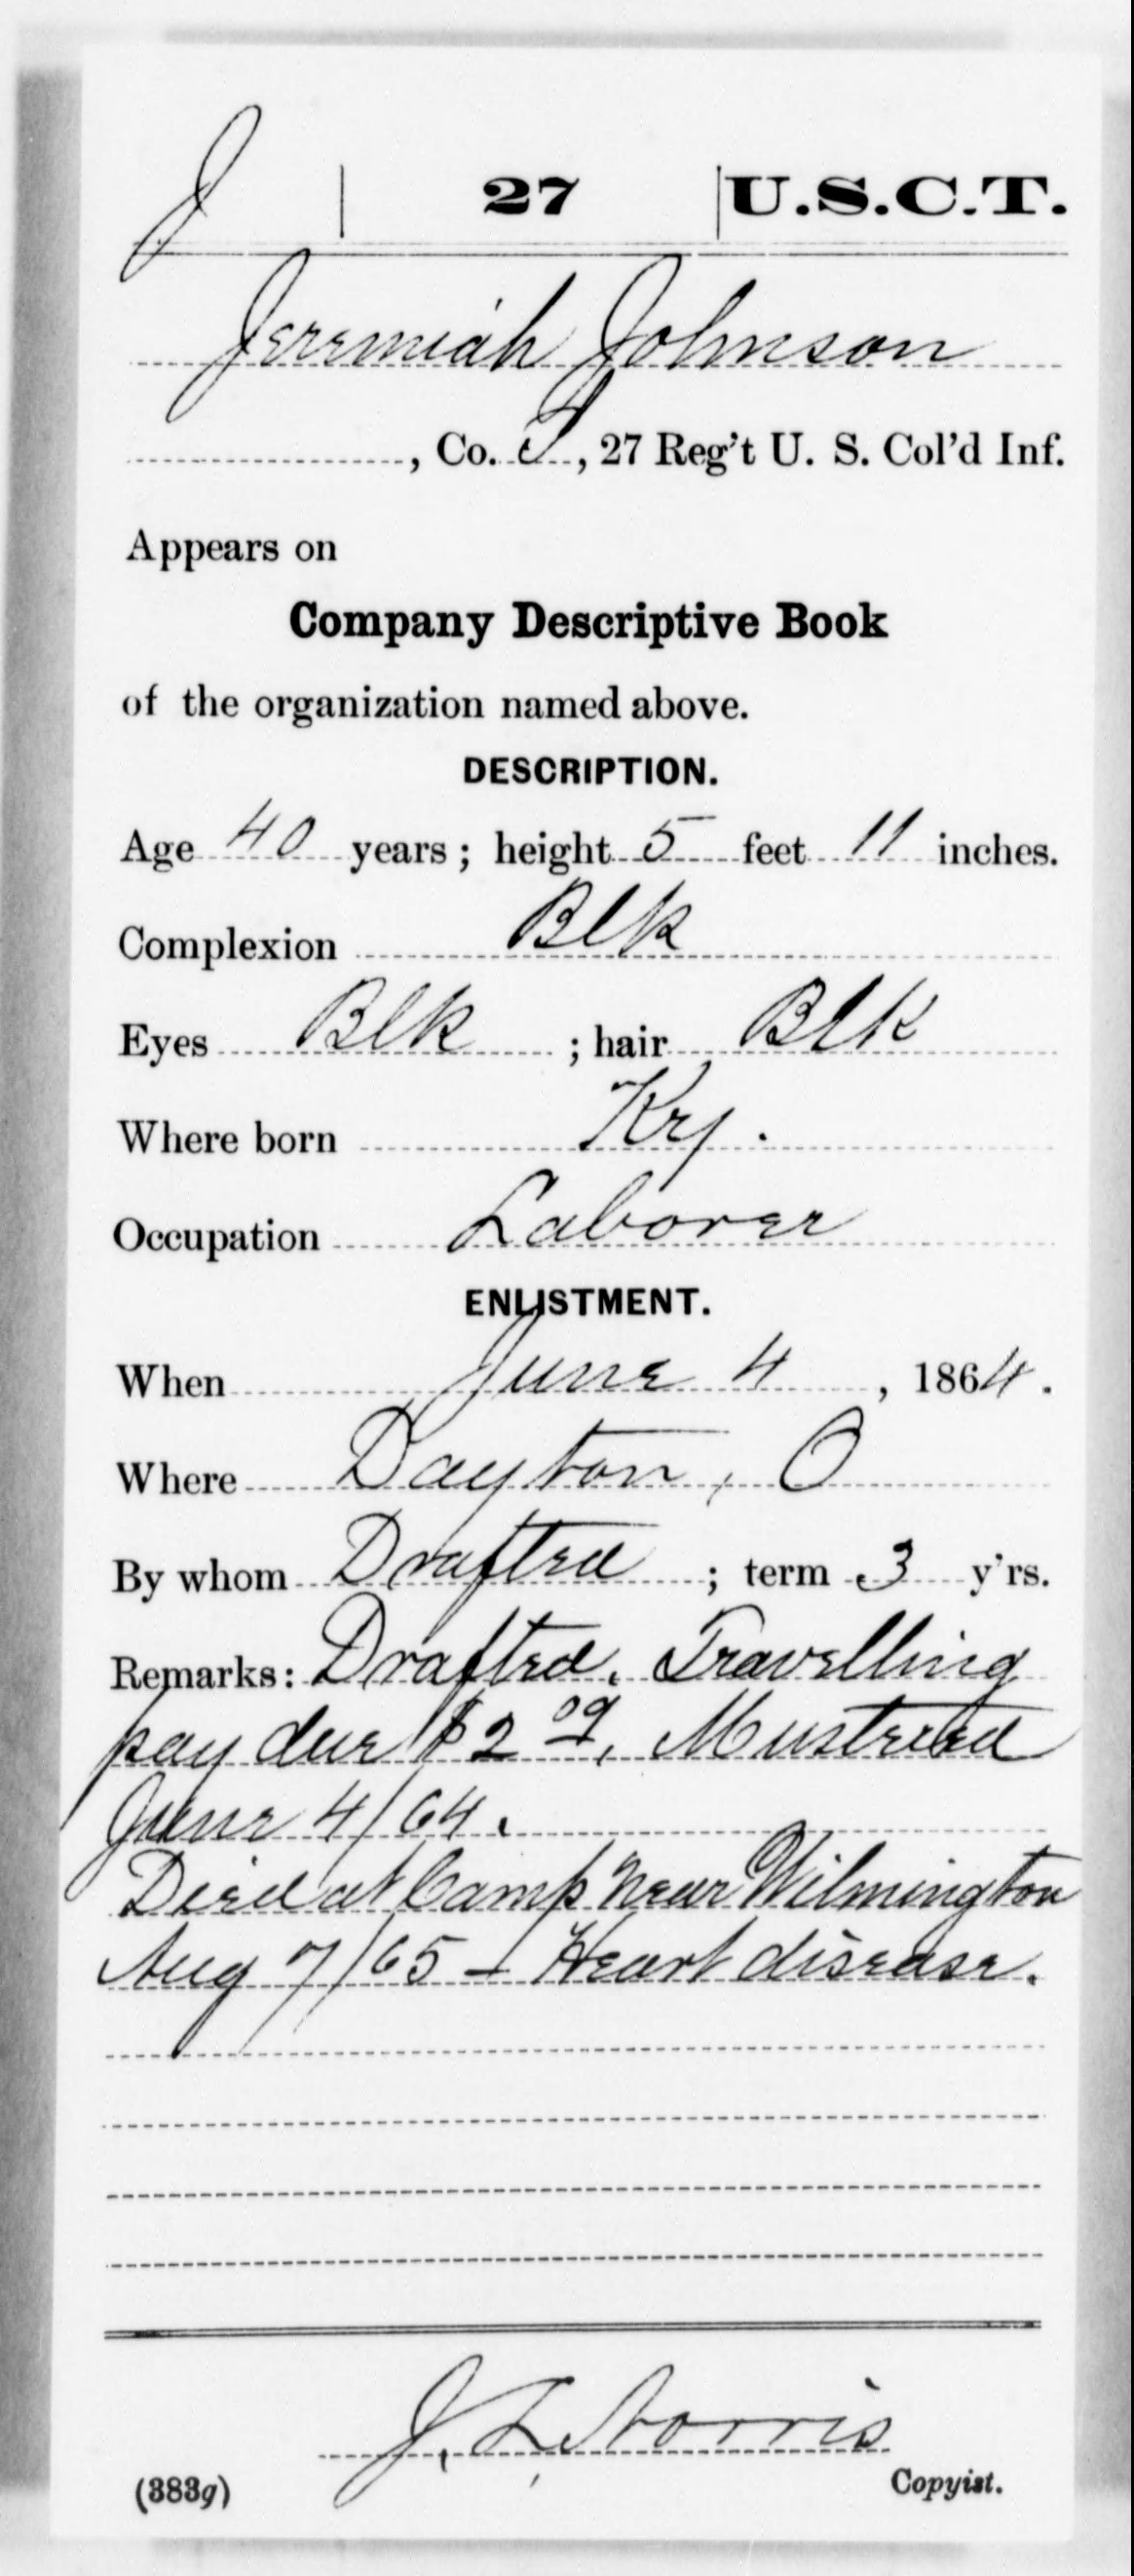 J | 27 | U.S.C.T.
Jeremiah Johnson
, Co. I, 27 Reg't U. S. Col'd Inf.
Appears on
Company Descriptive Book
of the organization named above.
DESCRIPTION.
Age 40 years; height 5 feet 11 inches.
Complexion Blk
Eyes Blk ; hair Blk
Where born Ky.
Occupation Laborer
ENLISTMENT.
When June 4, 1864.
Where Dayton, O
By whom Drafted ; term 3 y'rs.
Remarks: Drafted. Travelling
pay due $2 09, Mustered
June 4/64.
Died at Camp near Wilmington
Aug 7/65 - Heart disease.
J. L. Norris
(383g) Copyist.